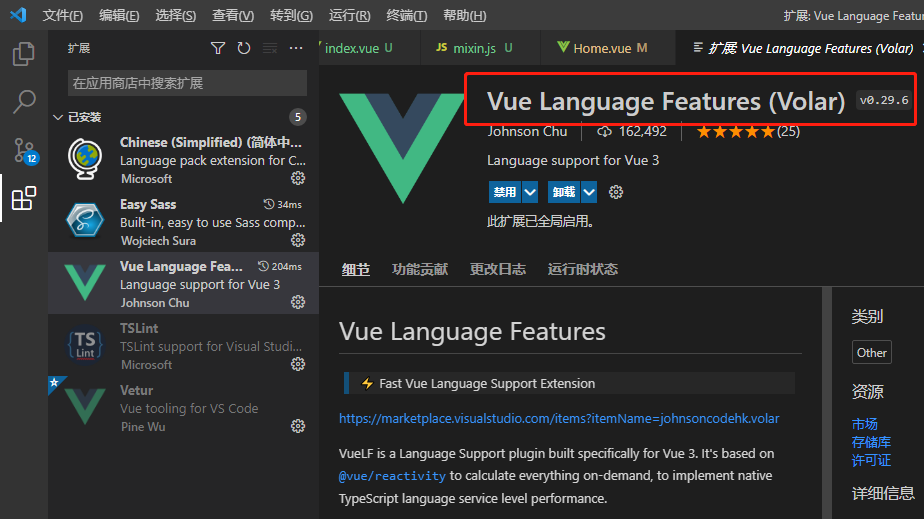 文件(F) 编辑(E) 选择(S) 查看(V) 转到(G) 运行(R) 终端(T) 帮助(H) 扩展: Vue Language Featur
扩展
在应用商店中搜索扩展
已安装 5
Chinese (Simplified) (简体中...
Language pack extension for C...
Microsoft
Easy Sass 34ms
Built-in, easy to use Sass comp...
Wojciech Sura
Vue Language Fea... 204ms
Language support for Vue 3
Johnson Chu
TS
Lint
TSLint
TSLint support for Visual Studi...
Microsoft
Vetur
Vue tooling for VS Code
Pine Wu
12
index.vue U JS mixin.js U Home.vue M 扩展: Vue Language Features (Volar)
Vue Language Features (Volar) v0.29.6
Johnson Chu 162,492 ★★★★★(25)
Language support for Vue 3
禁用 卸载
此扩展已全局启用。
细节 功能贡献 更改日志 运行时状态
Vue Language Features
⚡ Fast Vue Language Support Extension
https://marketplace.visualstudio.com/items?itemName=johnsoncodehk.volar
VueLF is a Language Support plugin built specifically for Vue 3. It's based on
@vue/reactivity to calculate everything on-demand, to implement native
TypeScript language service level performance.
类别
Other
资源
市场
存储库
许可证
详细信息